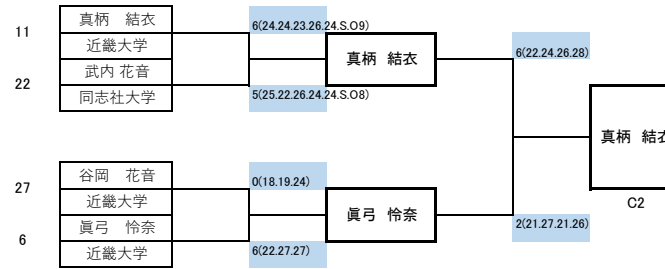 11
真柄 結衣
近畿大学
武内 花音
22
同志社大学
6(24.24.23.26.24.S.O9)
5(25.22.26.24.24.S.O8)
真柄 結衣
6(22.24.26.28)
真柄 結衣
C2
27
谷岡 花音
近畿大学
眞弓 怜奈
6
近畿大学
0(18.19.24)
6(22.27.27)
眞弓 怜奈
2(21.27.21.26)